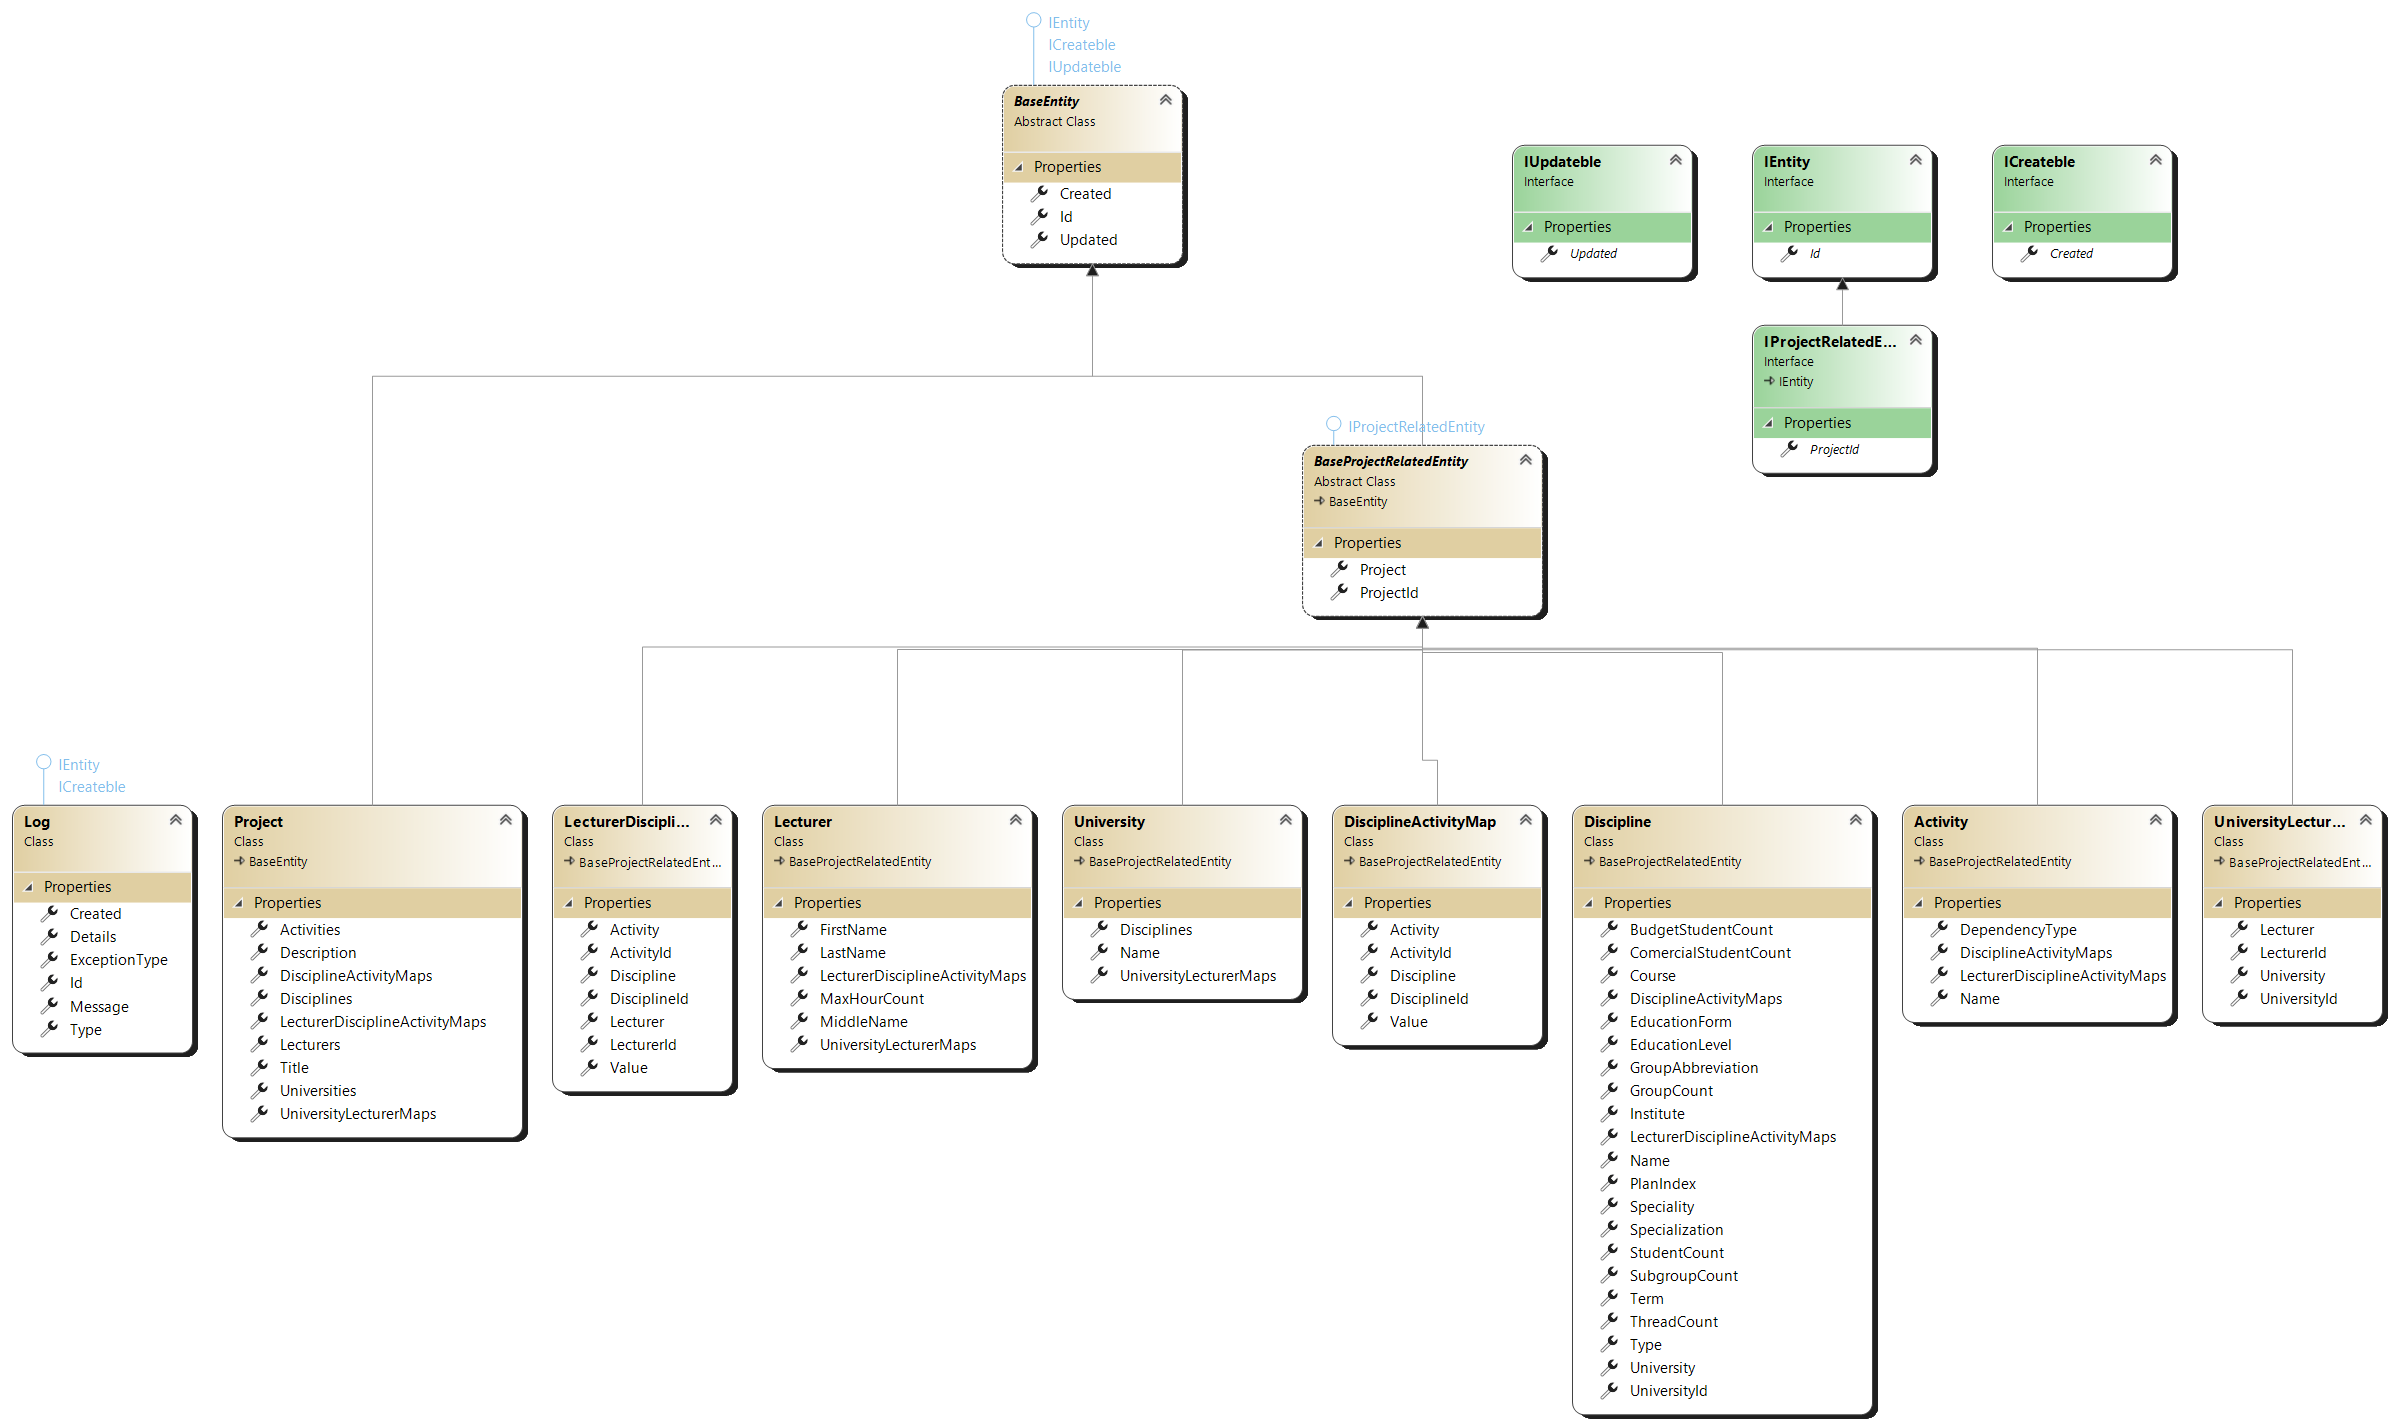 IEntity
ICreateble
IUpdateble
BaseEntity
Abstract Class
Properties
Created
Id
Updated
IUpdateble
Interface
Properties
Updated
IEntity
Interface
Properties
Id
ICreateble
Interface
Properties
Created
IProjectRelatedE...
Interface
IEntity
Properties
ProjectId
IProjectRelatedEntity
BaseProjectRelatedEntity
Abstract Class
BaseEntity
Properties
Project
ProjectId
IEntity
ICreateble
Log
Class
Properties
Created
Details
ExceptionType
Id
Message
Type
Project
Class
BaseEntity
Properties
Activities
Description
DisciplineActivityMaps
Disciplines
LecturerDisciplineActivityMaps
Lecturers
Title
Universities
UniversityLecturerMaps
LecturerDiscipli...
Class
BaseProjectRelatedEnt...
Properties
Activity
ActivityId
Discipline
DisciplineId
Lecturer
LecturerId
Value
Lecturer
Class
BaseProjectRelatedEntity
Properties
FirstName
LastName
LecturerDisciplineActivityMaps
MaxHourCount
MiddleName
UniversityLecturerMaps
University
Class
BaseProjectRelatedEntity
Properties
Disciplines
Name
UniversityLecturerMaps
DisciplineActivityMap
Class
BaseProjectRelatedEntity
Properties
Activity
ActivityId
Discipline
DisciplineId
Value
Discipline
Class
BaseProjectRelatedEntity
Properties
BudgetStudentCount
ComercialStudentCount
Course
DisciplineActivityMaps
EducationForm
EducationLevel
GroupAbbreviation
GroupCount
Institute
LecturerDisciplineActivityMaps
Name
PlanIndex
Speciality
Specialization
StudentCount
SubgroupCount
Term
ThreadCount
Type
University
UniversityId
Activity
Class
BaseProjectRelatedEntity
Properties
DependencyType
DisciplineActivityMaps
LecturerDisciplineActivityMaps
Name
UniversityLectur...
Class
BaseProjectRelatedEnt...
Properties
Lecturer
LecturerId
University
UniversityId